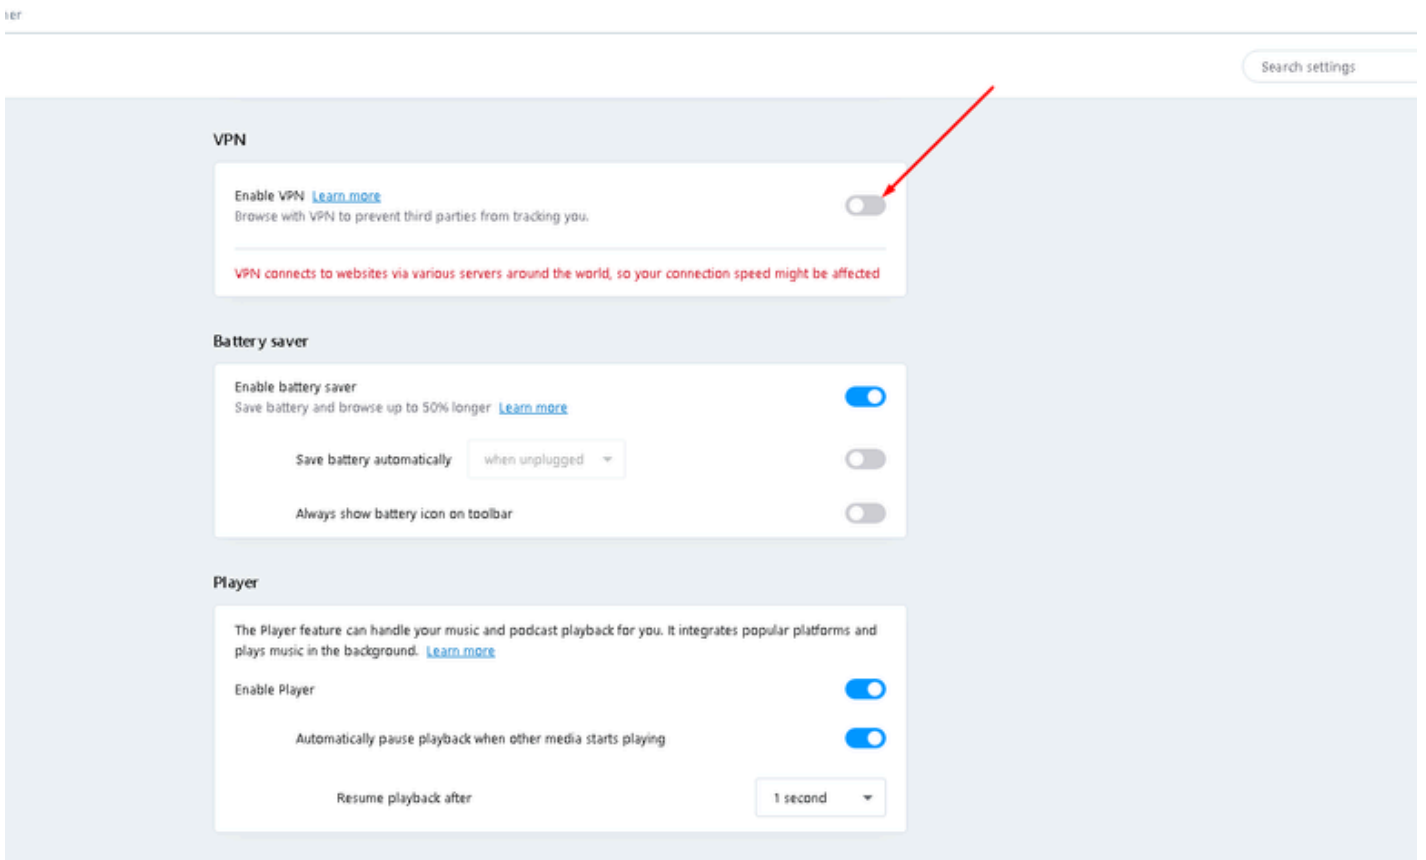 Search settings
VPN
Enable VPN Learn more
Browse with VPN to prevent third parties from tracking you.
VPN connects to websites via various servers around the world, so your connection speed might be affected
Battery saver
Enable battery saver
Save battery and browse up to 50% longer Learn more
Save battery automatically when unplugged
Always show battery icon on toolbar
Player
The Player feature can handle your music and podcast playback for you. It integrates popular platforms and
plays music in the background. Learn more
Enable Player
Automatically pause playback when other media starts playing
Resume playback after 1 second